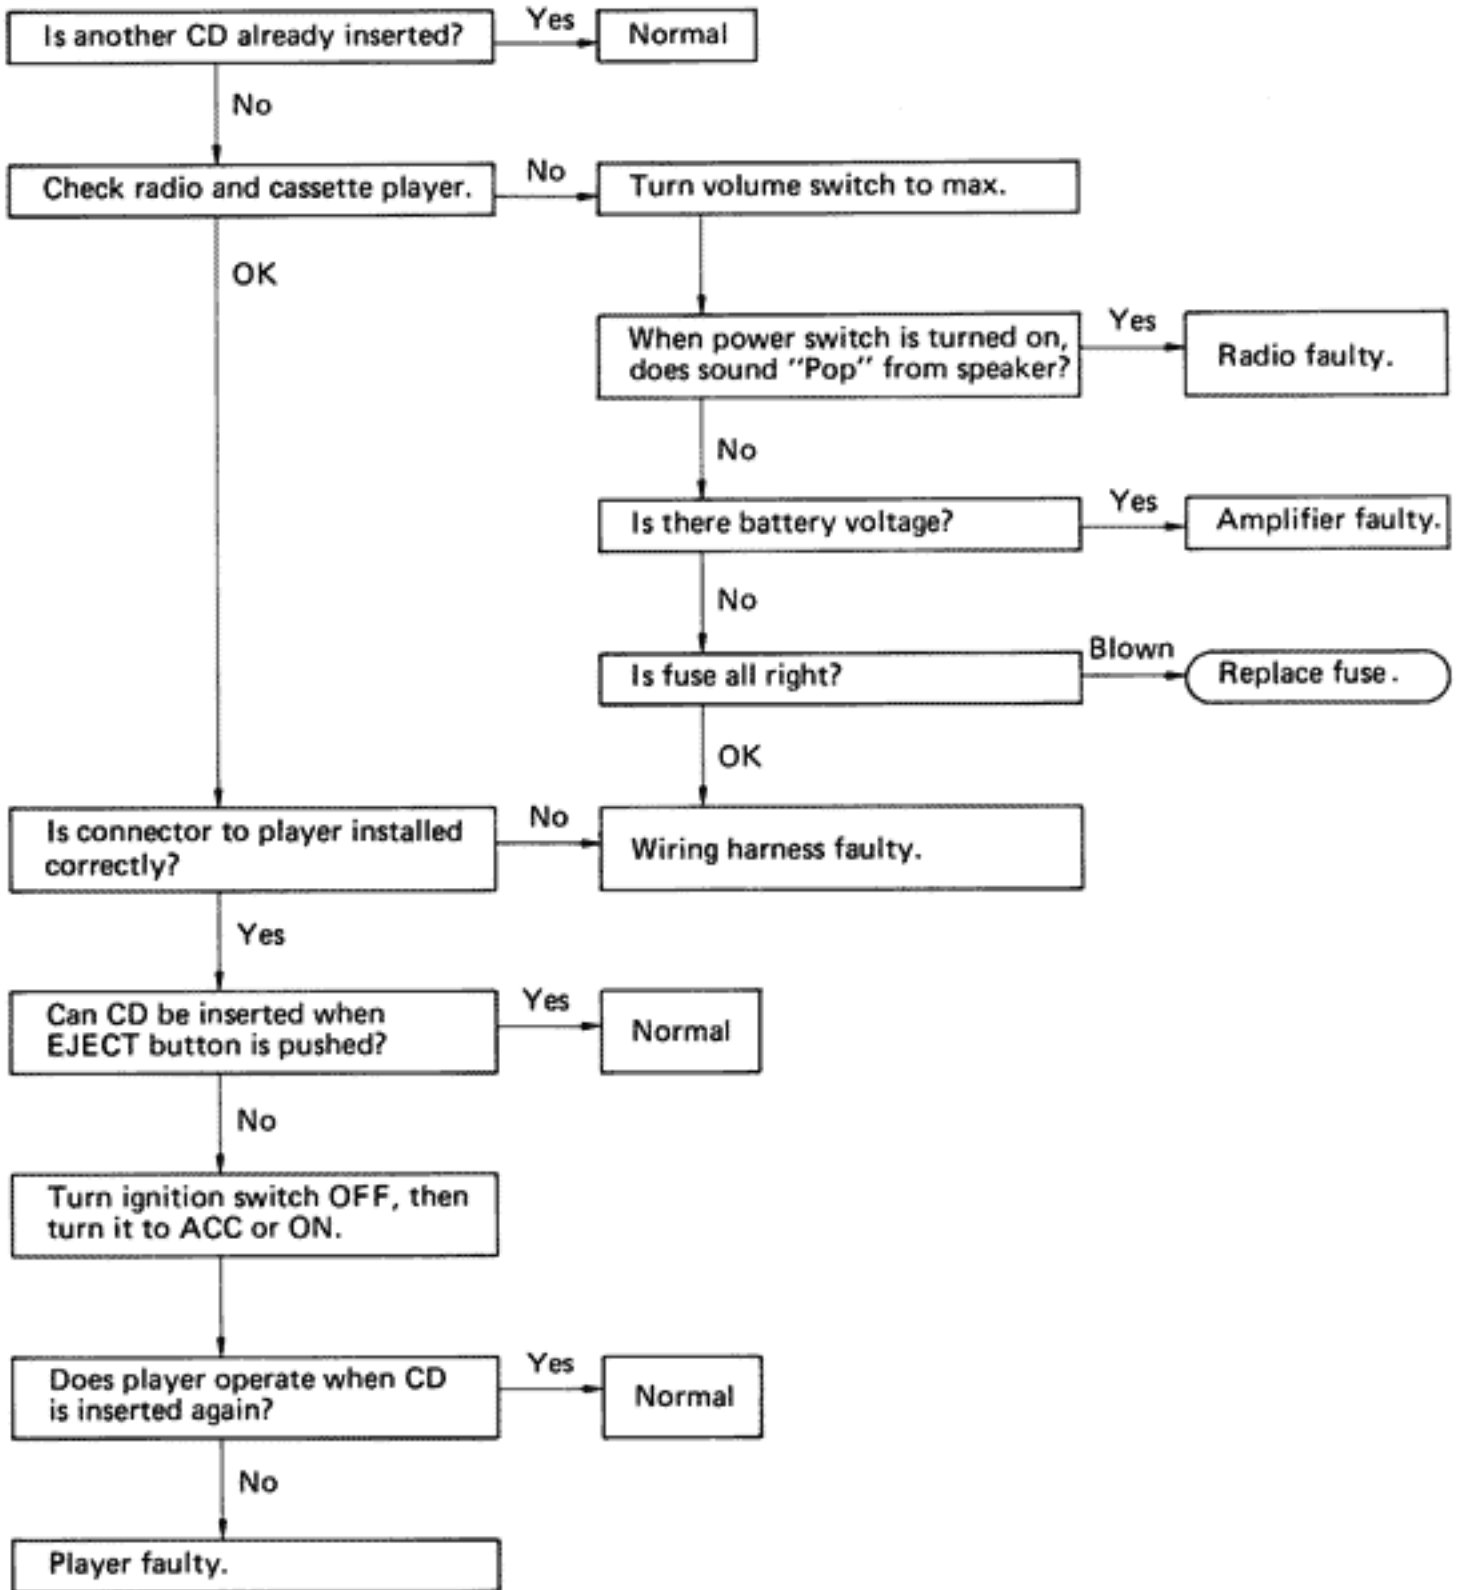 Is another CD already inserted?
Yes
Normal
No
Check radio and cassette player.
No
Turn volume switch to max.
OK
When power switch is turned on,
does sound "Pop" from speaker?
Yes
Radio faulty.
No
Is there battery voltage?
Yes
Amplifier faulty.
No
Is fuse all right?
Blown
Replace fuse.
OK
Is connector to player installed
correctly?
No
Wiring harness faulty.
Yes
Can CD be inserted when
EJECT button is pushed?
Yes
Normal
No
Turn ignition switch OFF, then
turn it to ACC or ON.
Does player operate when CD
is inserted again?
Yes
Normal
No
Player faulty.